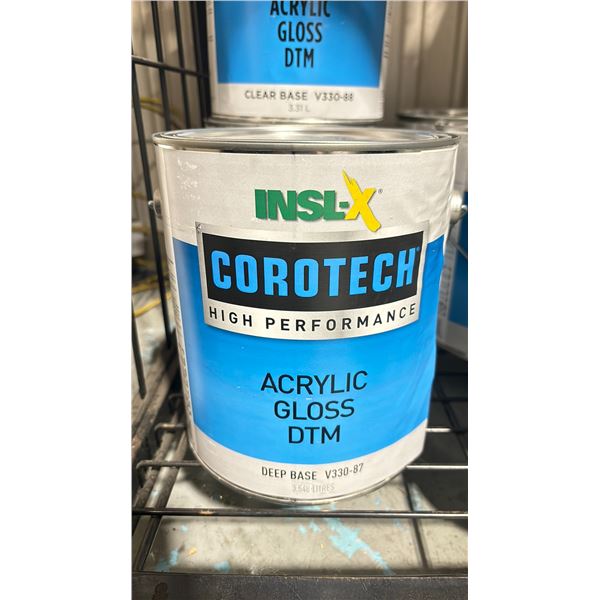 ACRYLIC
GLOSS
DTM
CLEAR BASE V330-88
3.31 L
INSL-X®
COROTECH®
HIGH PERFORMANCE
ACRYLIC
GLOSS
DTM
DEEP BASE V330-87
3.648 LITRES